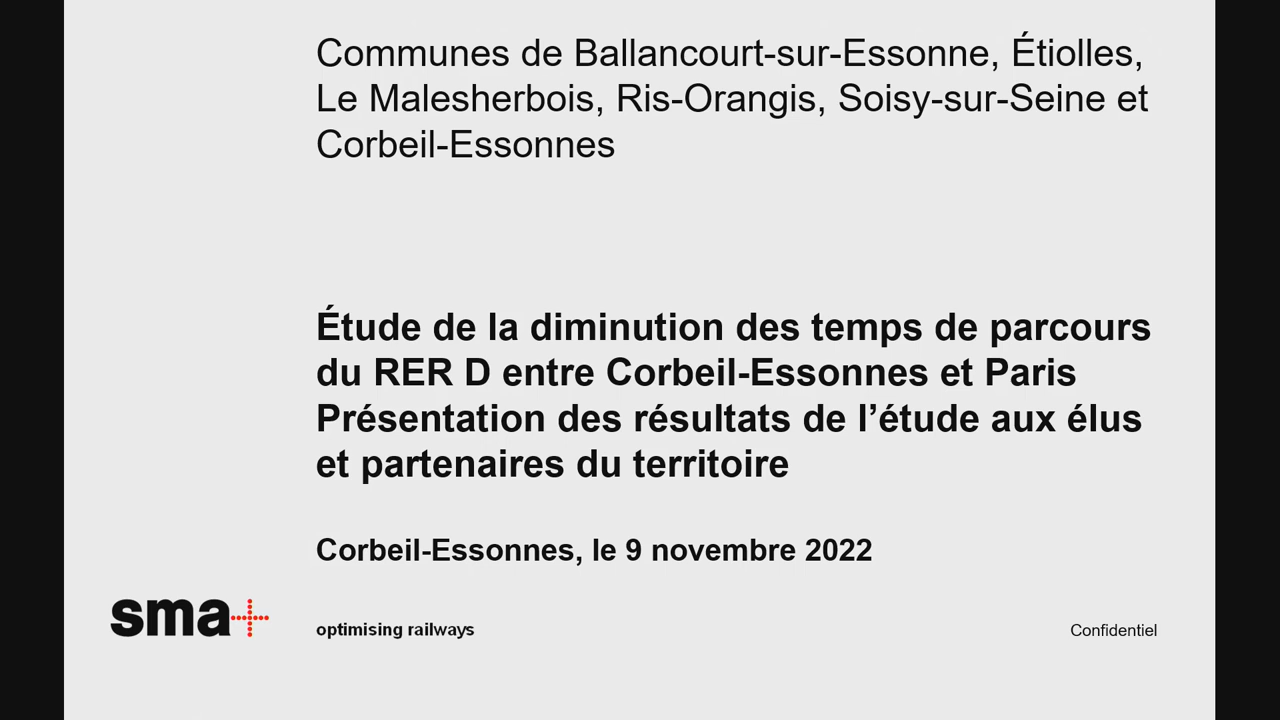 Communes de Ballancourt-sur-Essonne, Étiolles,
Le Malesherbois, Ris-Orangis, Soisy-sur-Seine et
Corbeil-Essonnes
Étude de la diminution des temps de parcours
du RER D entre Corbeil-Essonnes et Paris
Présentation des résultats de l’étude aux élus
et partenaires du territoire
Corbeil-Essonnes, le 9 novembre 2022
sma+
optimising railways
Confidentiel